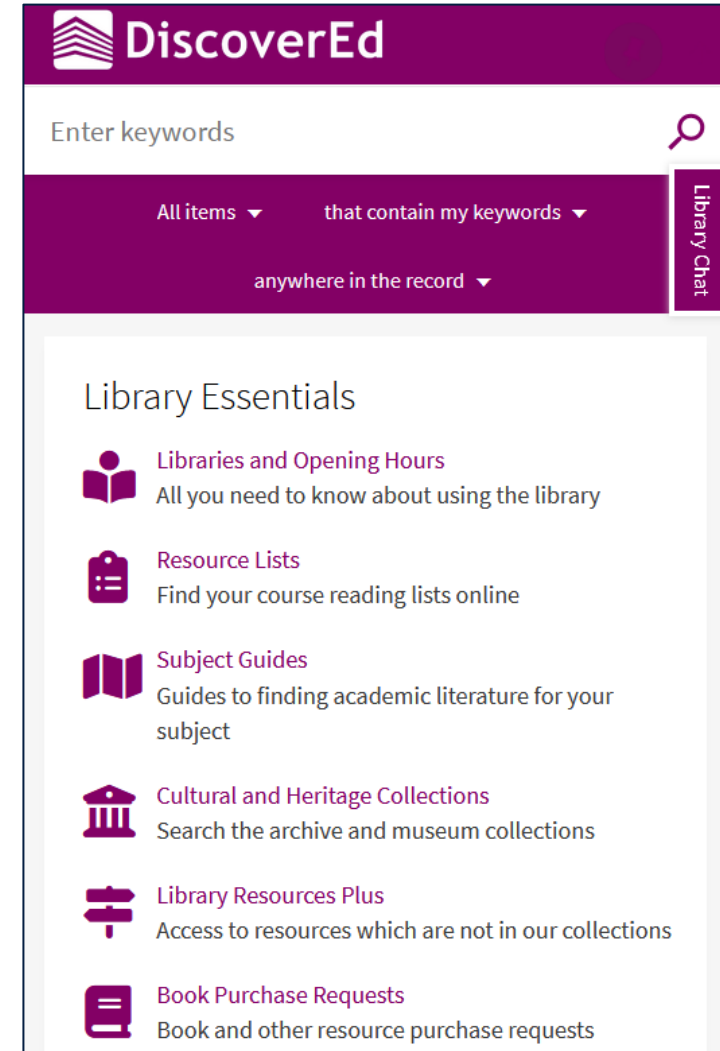 DiscoverEd
Enter keywords
All items
that contain my keywords
anywhere in the record
Library Chat
Library Essentials
Libraries and Opening Hours
All you need to know about using the library
Resource Lists
Find your course reading lists online
Subject Guides
Guides to finding academic literature for your
subject
Cultural and Heritage Collections
Search the archive and museum collections
Library Resources Plus
Access to resources which are not in our collections
Book Purchase Requests
Book and other resource purchase requests